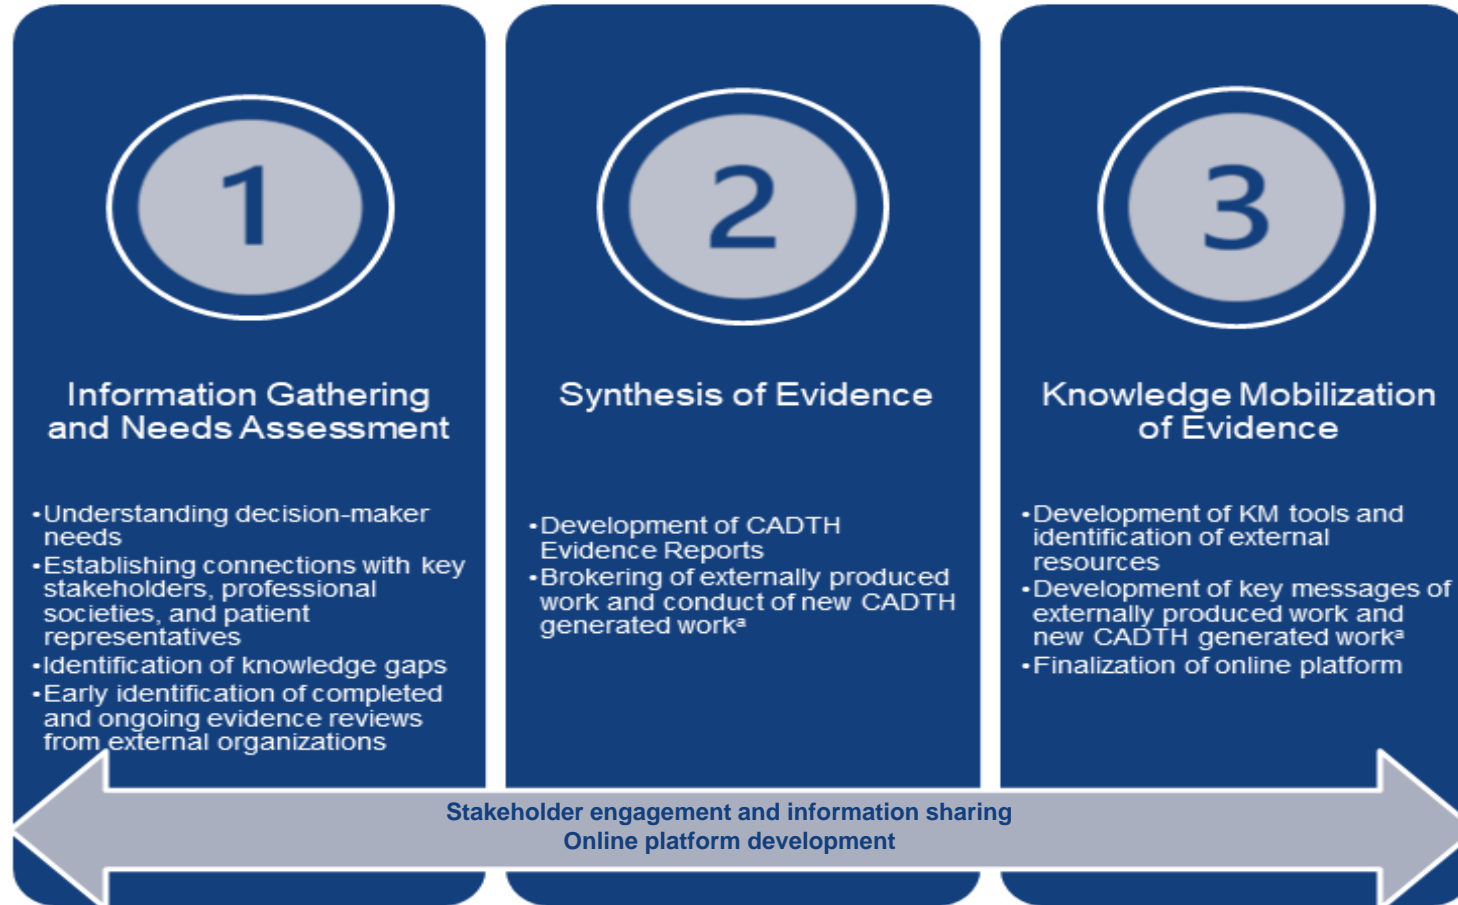 1
Information Gathering
and Needs Assessment
•Understanding decision-maker
needs
•Establishing connections with key
stakeholders, professional
societies, and patient
representatives
•Identification of knowledge gaps
•Early identification of completed
and ongoing evidence reviews
from external organizations
2
Synthesis of Evidence
•Development of CADTH
Evidence Reports
•Brokering of externally produced
work and conduct of new CADTH
generated workª
3
Knowledge Mobilization
of Evidence
•Development of KM tools and
identification of external
resources
•Development of key messages of
externally produced work and
new CADTH generated workª
•Finalization of online platform
Stakeholder engagement and information sharing
Online platform development